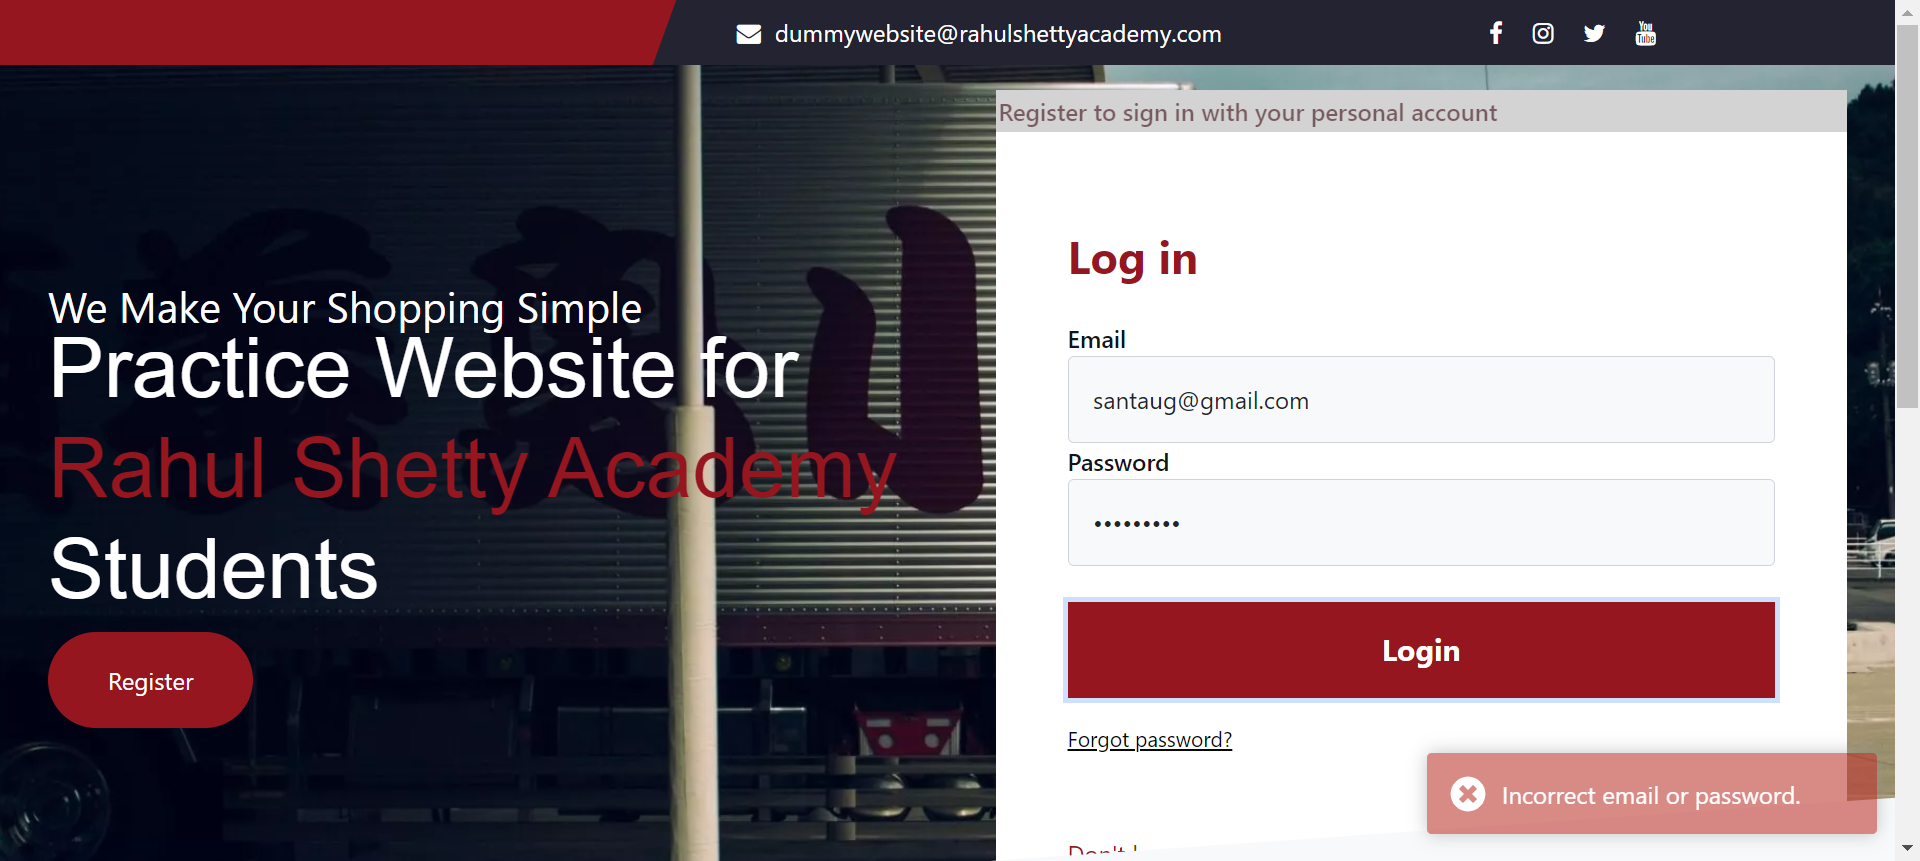 dummywebsite@rahulshettyacademy.com
You
Tube
Register to sign in with your personal account
We Make Your Shopping Simple
Practice Website for
Rahul Shetty Academy
Students
Register
Log in
Email
santaug@gmail.com
Password
Login
Forgot password?
Incorrect email or password.